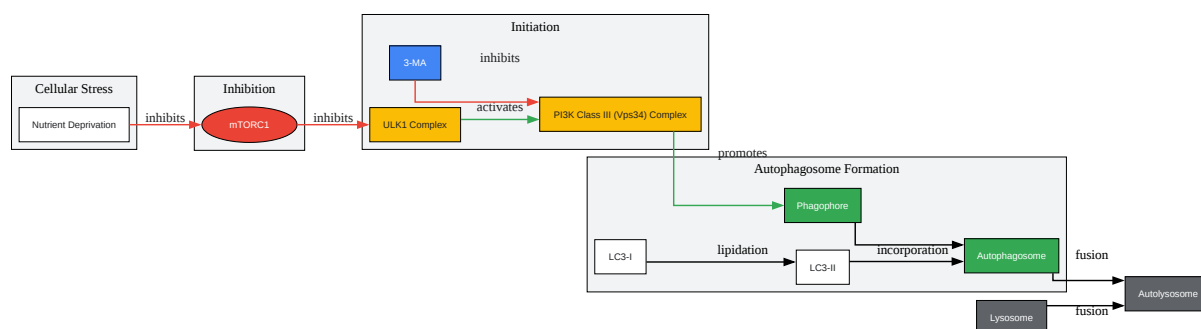 Initiation
3-MA
inhibits
Cellular Stress
Inhibition
Nutrient Deprivation
inhibits
mTORC1
inhibits
ULK1 Complex
activates
PI3K Class III (Vps34) Complex
promotes
Autophagosome Formation
Phagophore
LC3-I
lipidation
LC3-II
incorporation
Autophagosome
fusion
Autolysosome
Lysosome
fusion